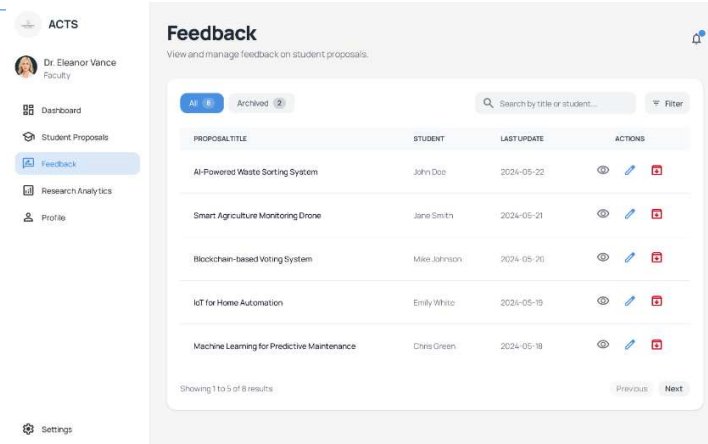 ACTS
Dr. Eleanor Vance
Faculty
Dashboard
Student Proposals
Feedback
Research Analytics
Profile
Settings
Feedback
View and manage feedback on student proposals.
All 8 Archived 2 Search by title or student... Filter
PROPOSAL TITLE STUDENT LAST UPDATE ACTIONS
AI-Powered Waste Sorting System John Doe 2024-05-22
Smart Agriculture Monitoring Drone Jane Smith 2024-05-21
Blockchain-based Voting System Mike Johnson 2024-05-20
IoT for Home Automation Emily White 2024-05-19
Machine Learning for Predictive Maintenance Chris Green 2024-05-18
Showing 1 to 5 of 8 results Previous Next